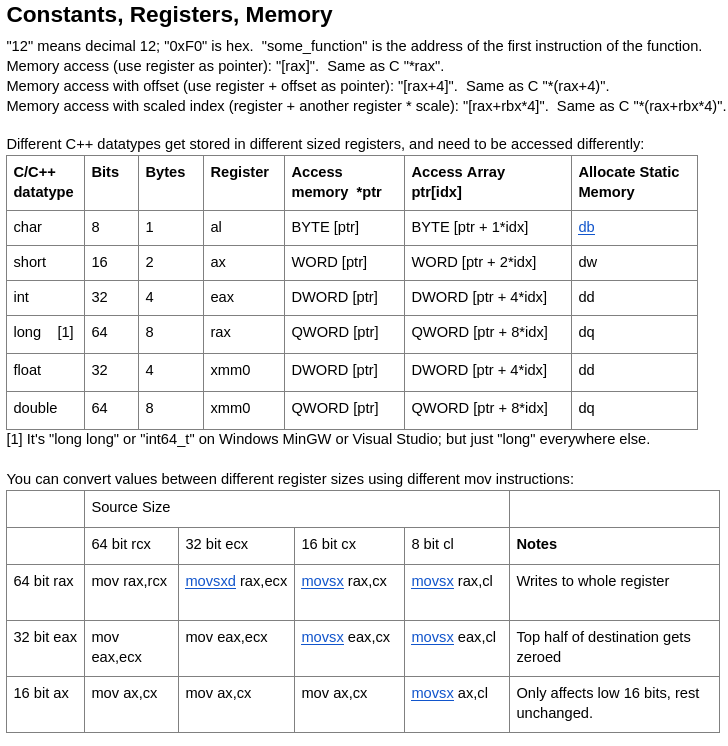 Constants, Registers, Memory
"12" means decimal 12; "0xF0" is hex.  "some_function" is the address of the first instruction of the function.
Memory access (use register as pointer): "[rax]".  Same as C "*rax".
Memory access with offset (use register + offset as pointer): "[rax+4]".  Same as C "*(rax+4)".
Memory access with scaled index (register + another register * scale): "[rax+rbx*4]".  Same as C "*(rax+rbx*4)".
Different C++ datatypes get stored in different sized registers, and need to be accessed differently:
C/C++ datatype Bits Bytes Register Access memory  *ptr Access Array ptr[idx] Allocate Static Memory
char 8 1 al BYTE [ptr] BYTE [ptr + 1*idx] db
short 16 2 ax WORD [ptr] WORD [ptr + 2*idx] dw
int 32 4 eax DWORD [ptr] DWORD [ptr + 4*idx] dd
long [1] 64 8 rax QWORD [ptr] QWORD [ptr + 8*idx] dq
float 32 4 xmm0 DWORD [ptr] DWORD [ptr + 4*idx] dd
double 64 8 xmm0 QWORD [ptr] QWORD [ptr + 8*idx] dq
[1] It's "long long" or "int64_t" on Windows MinGW or Visual Studio; but just "long" everywhere else.
You can convert values between different register sizes using different mov instructions:
Source Size
64 bit rcx 32 bit ecx 16 bit cx 8 bit cl Notes
64 bit rax mov rax,rcx movsxd rax,ecx movsx rax,cx movsx rax,cl Writes to whole register
32 bit eax mov eax,ecx mov eax,ecx movsx eax,cx movsx eax,cl Top half of destination gets zeroed
16 bit ax mov ax,cx mov ax,cx mov ax,cx movsx ax,cl Only affects low 16 bits, rest unchanged.